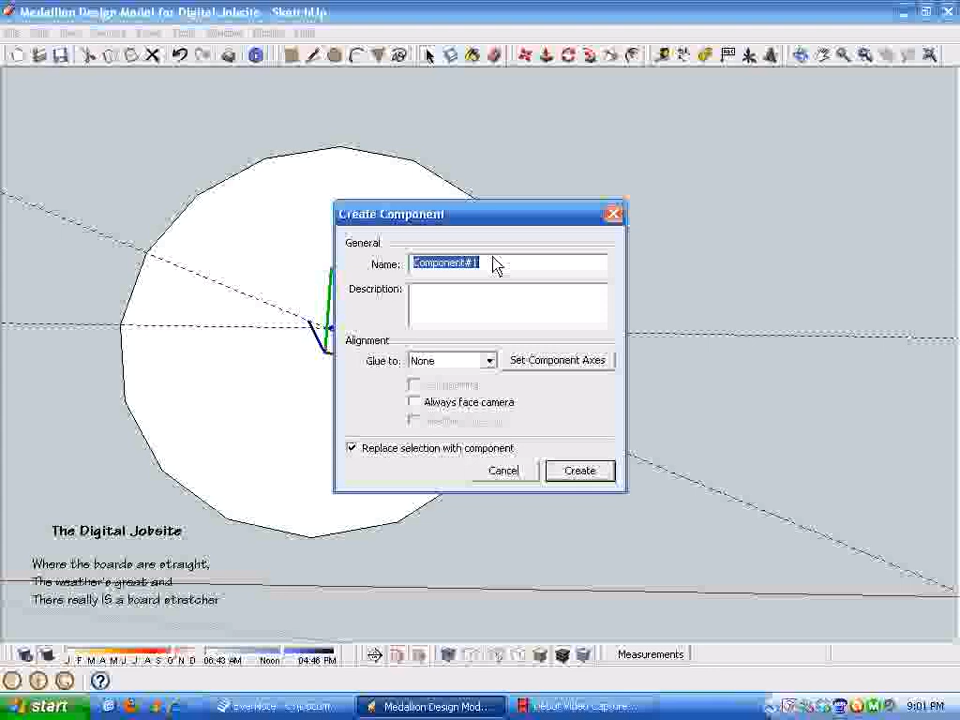 Medallion Design Model for Digital Jobsite - SketchUp
Create Component
General
Name: Component#1
Description:
Alignment
Glue to: None Set Component Axes
Always face camera
Replace selection with component
Cancel Create
The Digital Jobsite
Where the boards are straight,
The weather's great and
There really IS a board stretcher
J F M A M J J A S O N D 06:43 AM Noon 04:46 PM Measurements
start Medallion Design Mod... 9:01 PM